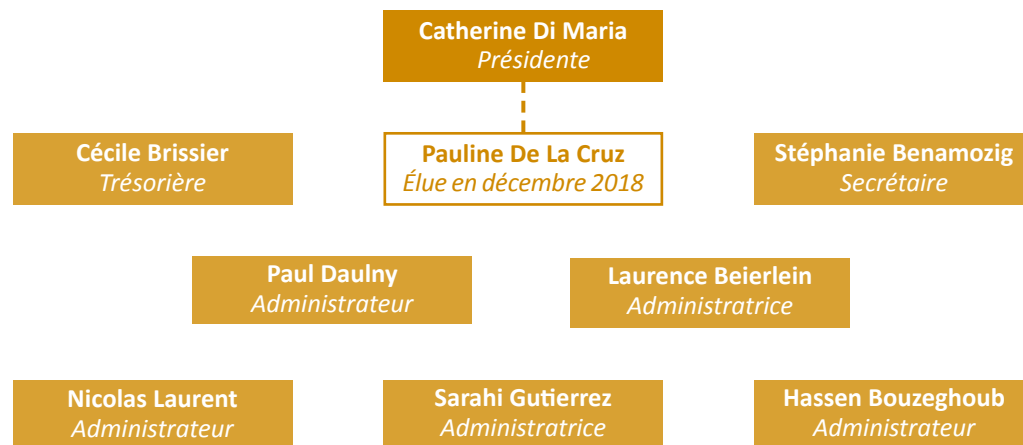 Catherine Di Maria
Présidente
Cécile Brissier
Trésorière
Pauline De La Cruz
Élue en décembre 2018
Stéphanie Benamozig
Secrétaire
Paul Daulny
Administrateur
Laurence Beierlein
Administratrice
Nicolas Laurent
Administrateur
Sarahi Gutierrez
Administratrice
Hassen Bouzeghoub
Administrateur